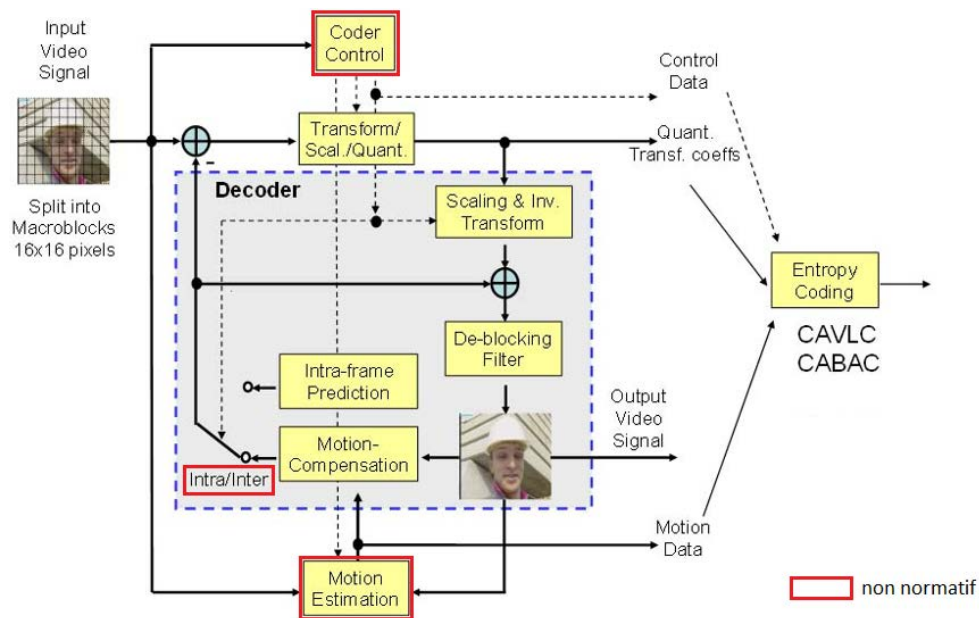 Input
Video
Signal
Split into
Macroblocks
16x16 pixels
Coder
Control
Transform/
Scal./Quant.
-
Decoder
Scaling & Inv.
Transform
De-blocking
Filter
Intra-frame
Prediction
Motion-
Compensation
Intra/Inter
Motion
Estimation
Control
Data
Quant.
Transf. coeffs
Entropy
Coding
CAVLC
CABAC
Output
Video
Signal
Motion
Data
non normatif